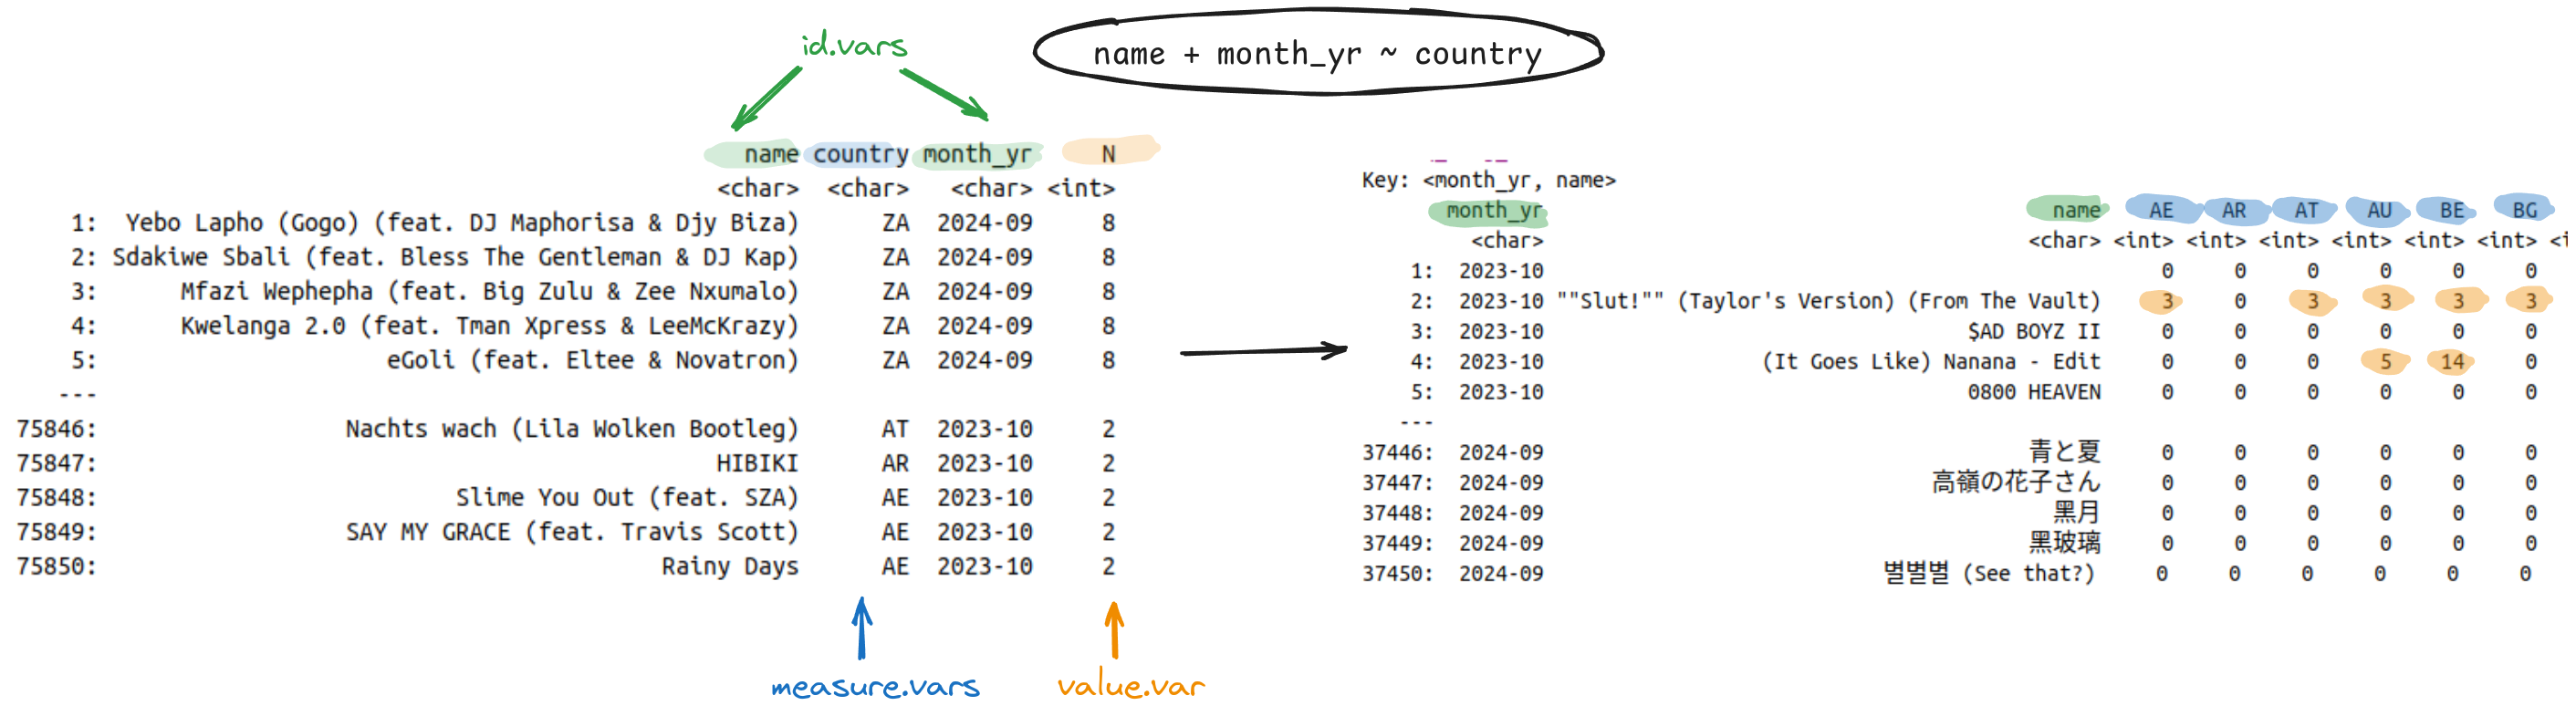 id.vars
name + month_yr ~ country
name country month_yr N
<char> <char> <char> <int>
1: Yebo Lapho (Gogo) (feat. DJ Maphorisa & Djy Biza) ZA 2024-09 8
2: Sdakiwe Sbali (feat. Bless The Gentleman & DJ Kap) ZA 2024-09 8
3: Mfazi Wephepha (feat. Big Zulu & Zee Nxumalo) ZA 2024-09 8
4: Kwelanga 2.0 (feat. Tman Xpress & LeeMcKrazy) ZA 2024-09 8
5: eGoli (feat. Eltee & Novatron) ZA 2024-09 8
---
75846: Nachts wach (Lila Wolken Bootleg) AT 2023-10 2
75847: HIBIKI AR 2023-10 2
75848: Slime You Out (feat. SZA) AE 2023-10 2
75849: SAY MY GRACE (feat. Travis Scott) AE 2023-10 2
75850: Rainy Days AE 2023-10 2
measure.vars
value.var
Key: <month_yr, name>
month_yr name AE AR AT AU BE BG
<char> <char> <int> <int> <int> <int> <int> <int>
1: 2023-10 0 0 0 0 0 0
2: 2023-10 ""Slut!"" (Taylor's Version) (From The Vault) 3 0 3 3 3 3
3: 2023-10 $AD BOYZ II 0 0 0 0 0 0
4: 2023-10 (It Goes Like) Nanana - Edit 0 0 0 5 14 0
5: 2023-10 0800 HEAVEN 0 0 0 0 0 0
---
37446: 2024-09 青と夏 0 0 0 0 0 0
37447: 2024-09 高嶺の花子さん 0 0 0 0 0 0
37448: 2024-09 黑月 0 0 0 0 0 0
37449: 2024-09 黑玻璃 0 0 0 0 0 0
37450: 2024-09 별별별 (See that?) 0 0 0 0 0 0